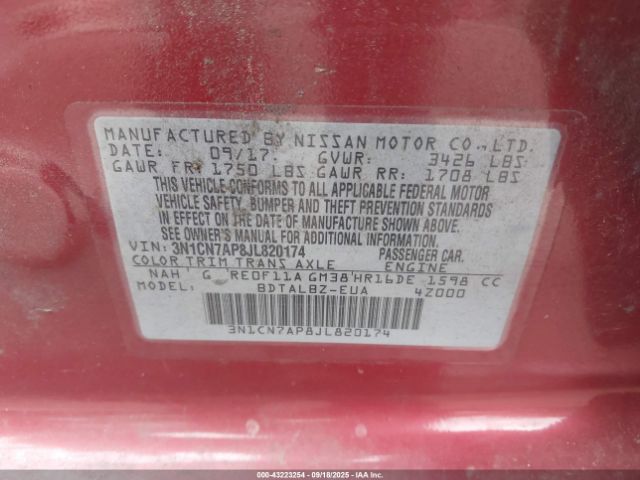 MANUFACTURED BY NISSAN MOTOR CO.,LTD.
DATE: 09/17 GVWR: 3426 LBS
GAWR FR: 1750 LBS GAWR RR: 1708 LBS
THIS VEHICLE CONFORMS TO ALL APPLICABLE FEDERAL MOTOR
VEHICLE SAFETY, BUMPER AND THEFT PREVENTION STANDARDS
IN EFFECT ON THE DATE OF MANUFACTURE SHOWN ABOVE.
SEE OWNER'S MANUAL FOR ADDITIONAL INFORMATION.
VIN: 3N1CN7AP8JL820174 PASSENGER CAR.
COLOR TRIM TRANS AXLE ENGINE
NAH G RE0F11A GM38 HR16DE 1598 CC
MODEL: BDTALBZ-EUA 4Z000
3N1CN7AP8JL820174
000-43223254 09/18/2025 IAA Inc.